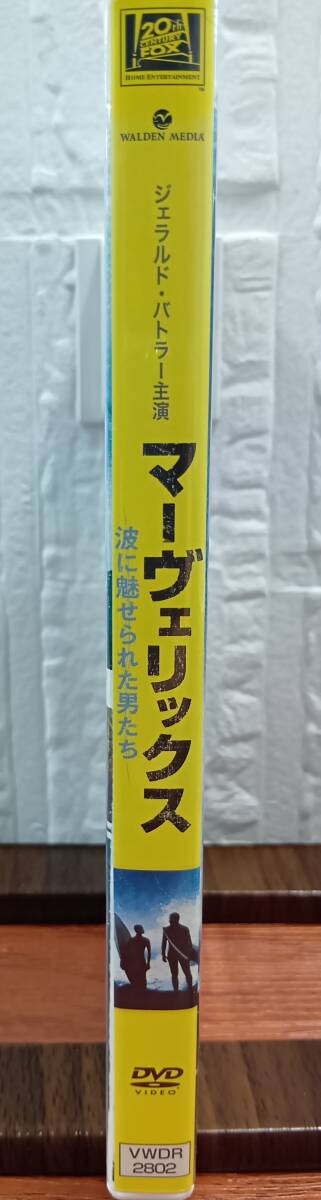 20th
CENTURY
FOX
HOME ENTERTAINMENT
TM
WALDEN MEDIA
ジェラルド・バトラー主演
マーヴェリックス
波に魅せられた男たち
DVD
VIDEO
VWDR
2802